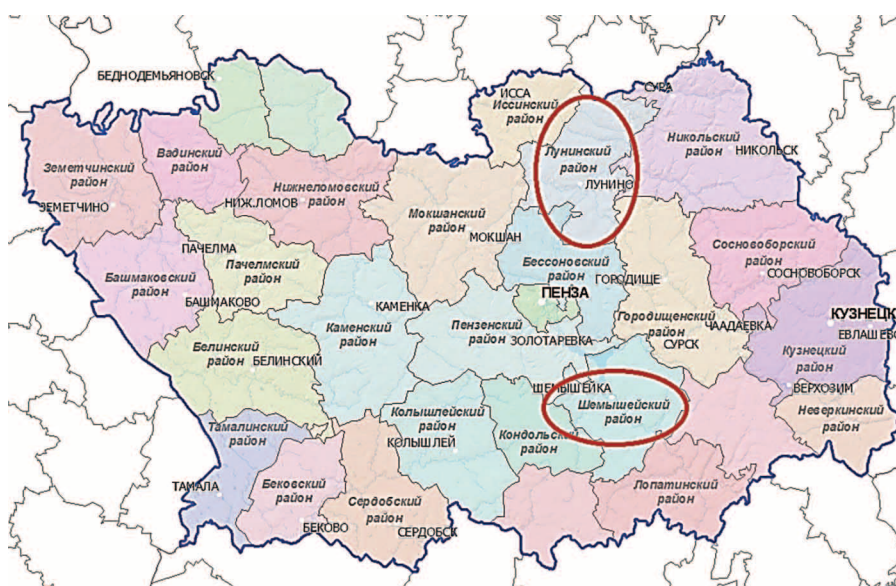 БЕДНОДЕМЬЯНОВСК
ИССА
Иссинский
район
СУРА
Никольский
район
НИКОЛЬСК
Лунинский
район
ЛУНИНО
Вадинский
район
Земетчинский
район
ЗЕМЕТЧИНО
Нижнеломовский
район
НИЖ.ЛОМОВ
Мокшанский
район
МОКШАН
Бессоновский
район
ГОРОДИЩЕ
Сосновоборский
район
СОСНОВОБОРСК
ПАЧЕЛМА
Пачелмский
район
Башмаковский
район
БАШМАКОВО
КАМЕНКА
Каменский
район
Пензенский
район
ПЕНЗА
ЗОЛОТАРЕВКА
Городищенский
район
СУРСК
ЧААДАЕВКА
КУЗНЕЦК
ЕВЛАШЕВО
Кузнецкий
район
ВЕРХОЗИМ
Белинский
район
БЕЛИНСКИЙ
ШЕМЫШЕЙКА
Шемышейский
район
Неверкинский
район
Тамалинский
район
ТАМАЛА
Колышлейский
район
КОЛЫШЛЕЙ
Кондольский
район
Бековский
район
БЕКОВО
Сердобский
район
СЕРДОБСК
Лопатинский
район